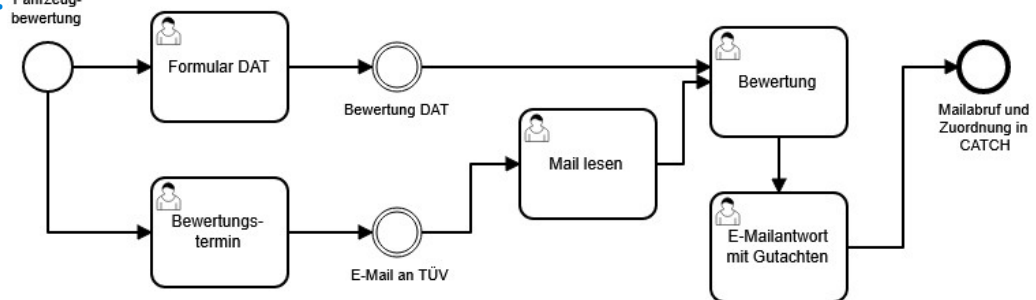 Fahrzeug-
bewertung
Formular DAT
Bewertung DAT
Bewertung
Mailabruf und
Zuordnung in
CATCH
Mail lesen
Bewertungs-
termin
E-Mail an TÜV
E-Mailantwort
mit Gutachten